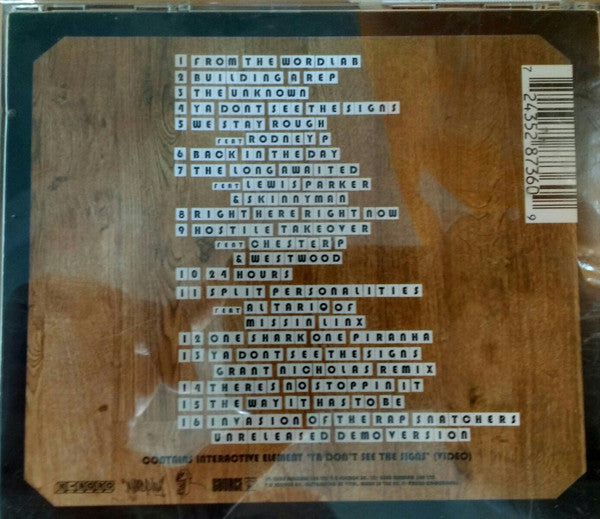 1 FROM THE WORDLAB
2 BUILDING A REP
3 THE UNKNOWN
4 YA DONT SEE THE SIGNS
5 WE STAY ROUGH
FEAT RODNEY P
6 BACK IN THE DAY
7 THE LONG AWAITED
FEAT LEWIS PARKER
& SKINNYMAN
8 RIGHT HERE RIGHT NOW
9 HOSTILE TAKEOVER
FEAT CHESTER P
& WESTWOOD
10 24 HOURS
11 SPLIT PERSONALITIES
FEAT AL TARIQ OF
MISSIN LINX
12 ONE SHARK ONE PIRANHA
13 YA DONT SEE THE SIGNS
GRANT NICHOLAS REMIX
14 THERES NO STOPPIN IT
15 THE WAY IT HAS TO BE
16 INVASION OF THE RAP SNATCHERS
UNRELEASED DEMO VERSION
CONTAINS INTERACTIVE ELEMENT "YA DON'T SEE THE SIGNS" (VIDEO)
SOURCE
7 24352 87360 9